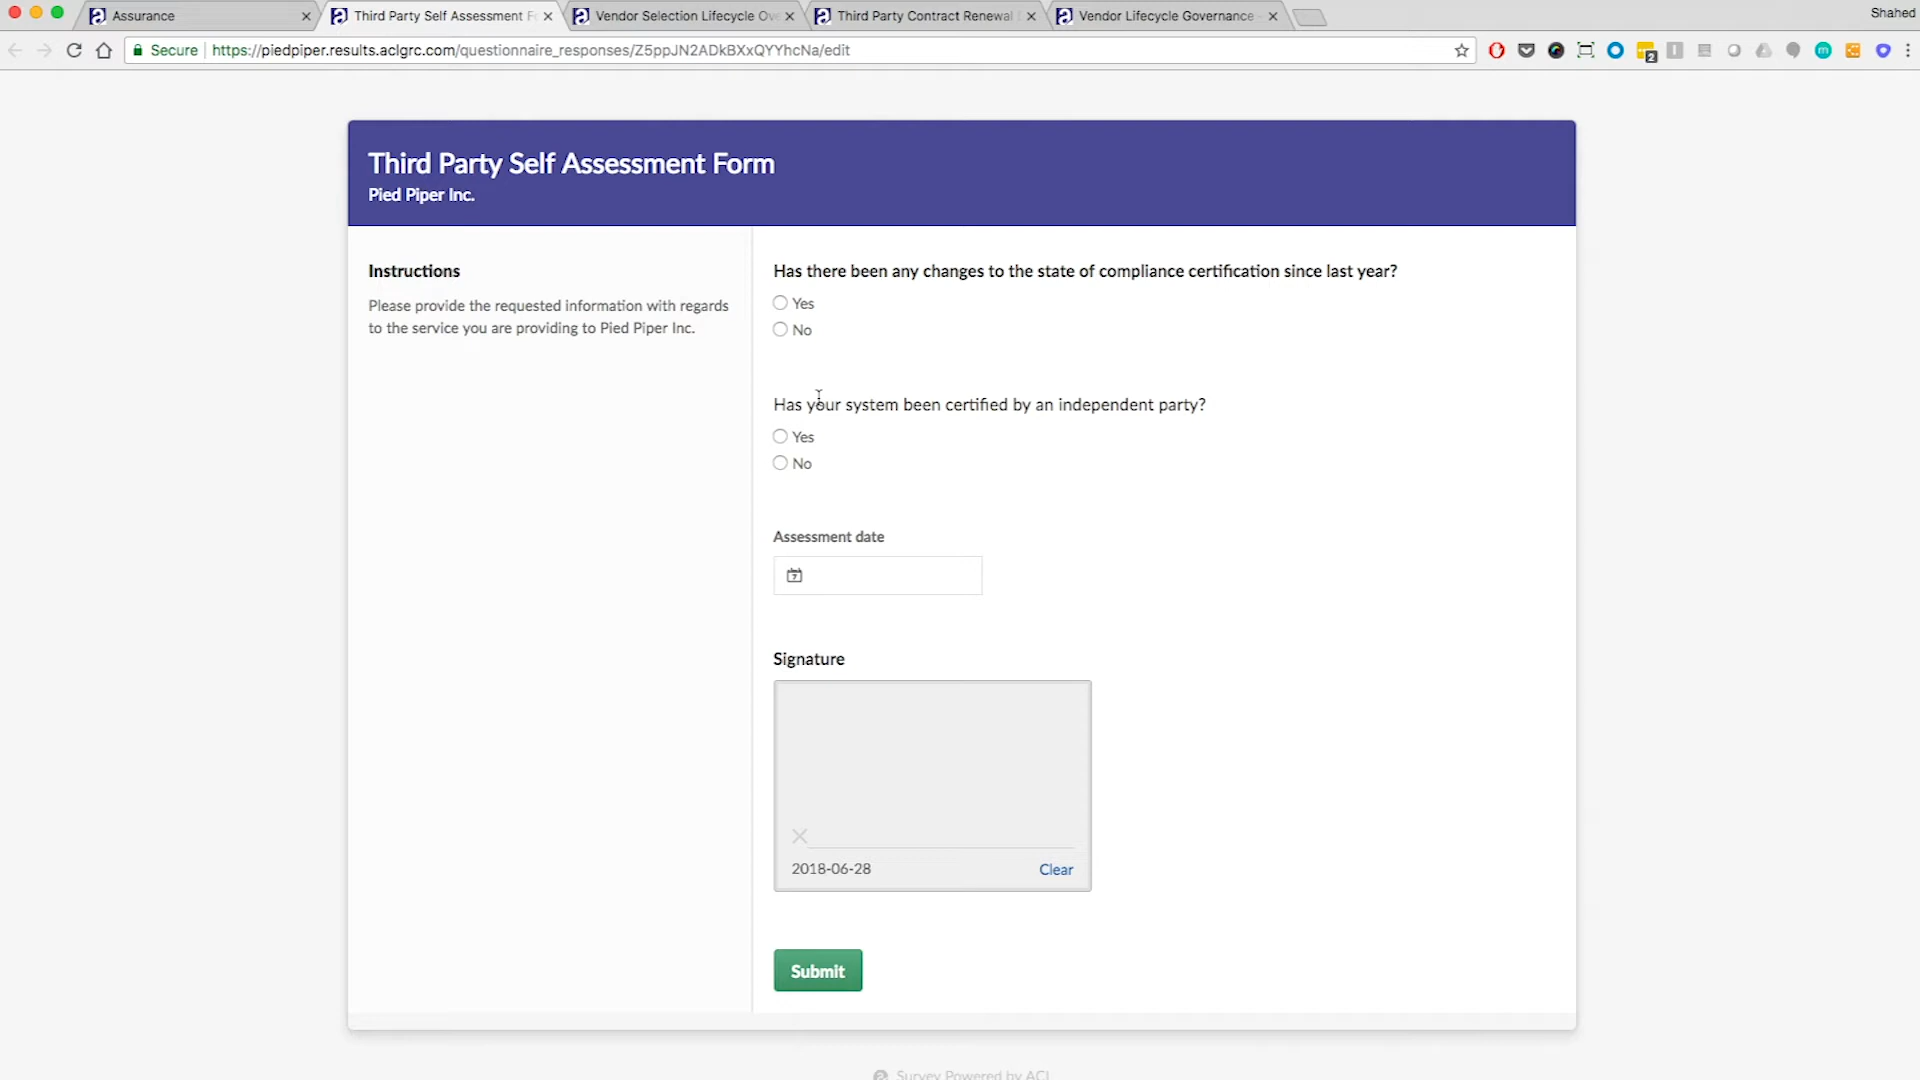 Assurance
Third Party Self Assessment F
Vendor Selection Lifecycle Ov
Third Party Contract Renewal
Vendor Lifecycle Governance
Shahed
Secure
https://piedpiper.results.aclgrc.com/questionnaire_responses/Z5ppJN2ADkBXxQYYhcNa/edit
2
Third Party Self Assessment Form
Pied Piper Inc.
Instructions
Please provide the requested information with regards
to the service you are providing to Pied Piper Inc.
Has there been any changes to the state of compliance certification since last year?
Yes
No
Has your system been certified by an independent party?
Yes
No
Assessment date
7
Signature
2018-06-28
Clear
Submit
Survey Powered by ACL